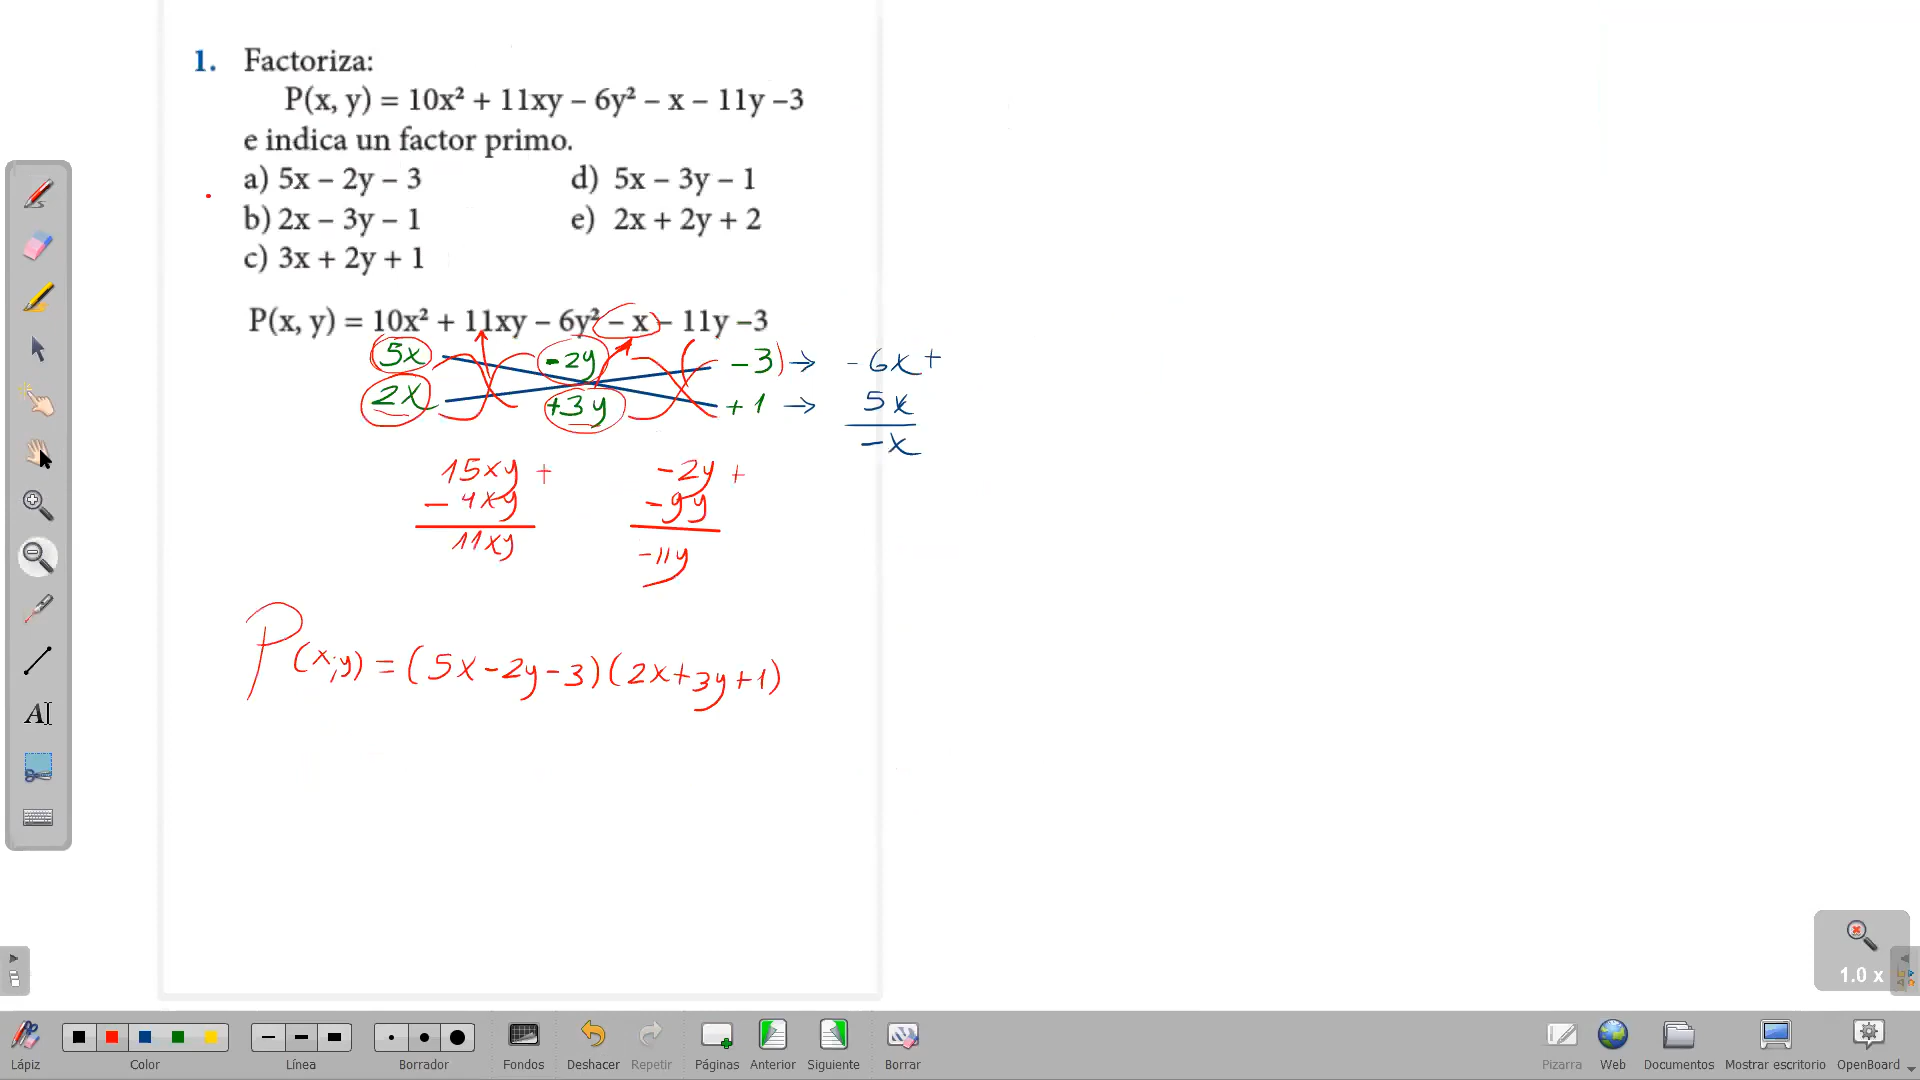 1. Factoriza:
P(x, y) = 10x² + 11xy – 6y² – x – 11y –3
e indica un factor primo.
a) 5x – 2y – 3
d) 5x – 3y – 1
b) 2x – 3y – 1
e) 2x + 2y + 2
c) 3x + 2y + 1
P(x, y) = 10x² + 11xy – 6y² – x – 11y –3
5x -2y -3) → -6x +
2x +3y +1 → 5x
-x
15xy + -2y +
- 4xy -9y
11xy -11y
P(x;y) = (5x-2y-3)(2x+3y+1)
1.0 x
Lápiz Color Línea Borrador Fondos Deshacer Repetir Páginas Anterior Siguiente Borrar Pizarra Web Documentos Mostrar escritorio OpenBoard